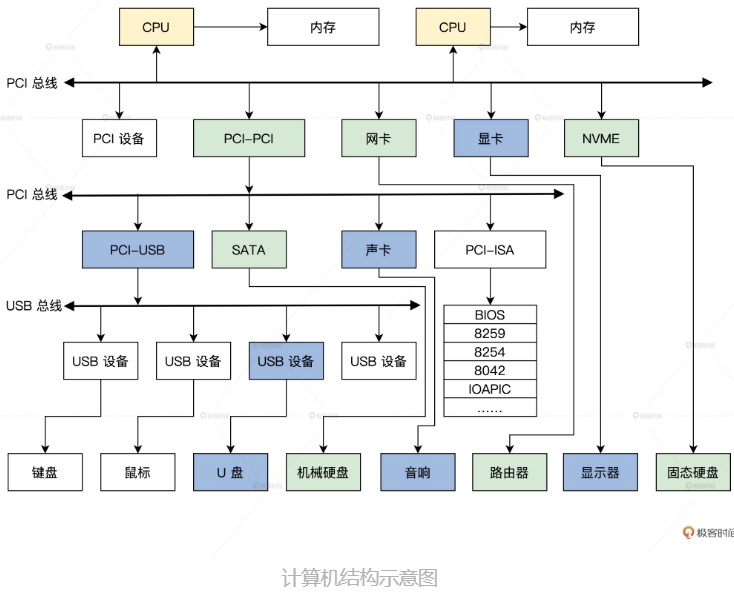 CPU
内存
CPU
内存
PCI 总线
PCI 设备
PCI-PCI
网卡
显卡
NVME
PCI 总线
PCI-USB
SATA
声卡
PCI-ISA
USB 总线
BIOS
8259
8254
8042
IOAPIC
……
USB 设备
USB 设备
USB 设备
USB 设备
键盘
鼠标
U 盘
机械硬盘
音响
路由器
显示器
固态硬盘
极客时间
计算机结构示意图